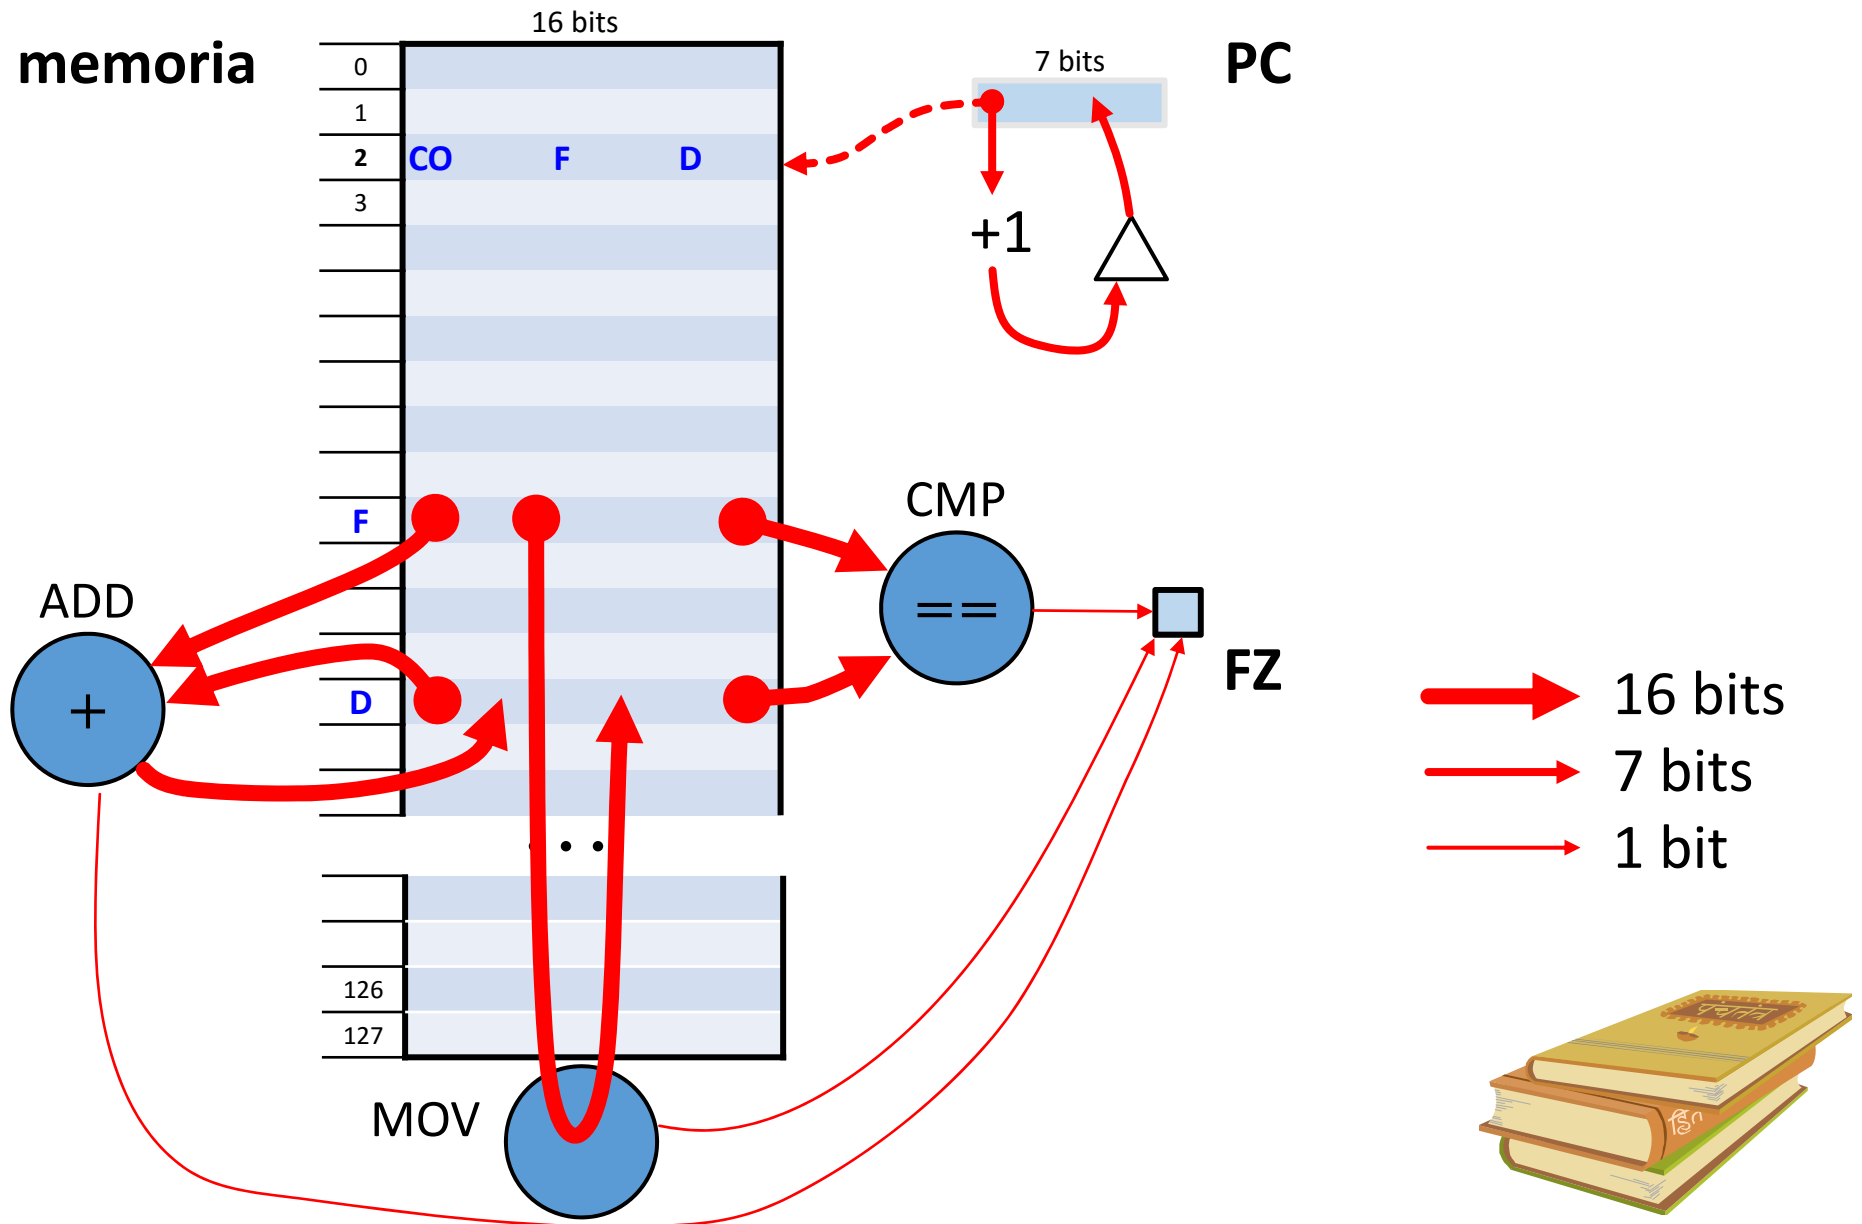 16 bits
memoria
PC
7 bits
0
1
2
CO F D
3
+1
F
CMP
==
ADD
+
D
FZ
16 bits
7 bits
1 bit
. . .
126
127
MOV